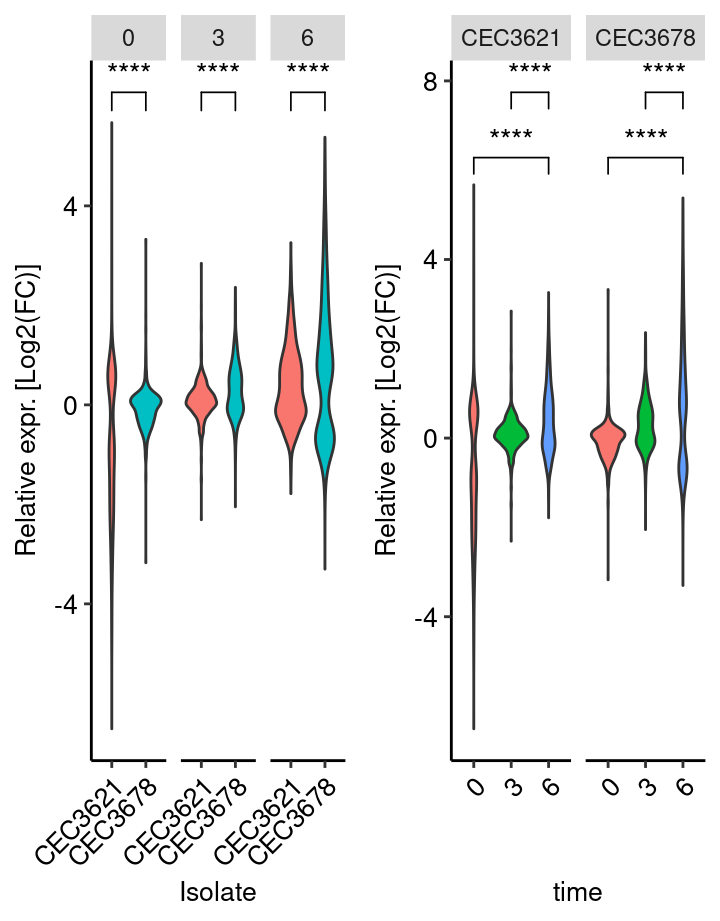 0 3 6
**** **** ****
4
0
-4
Relative expr. [Log2(FC)]
CEC3621 CEC3678 CEC3621 CEC3678 CEC3621 CEC3678
Isolate
CEC3621 CEC3678
**** ****
**** ****
8
4
0
-4
Relative expr. [Log2(FC)]
0 3 6 0 3 6
time